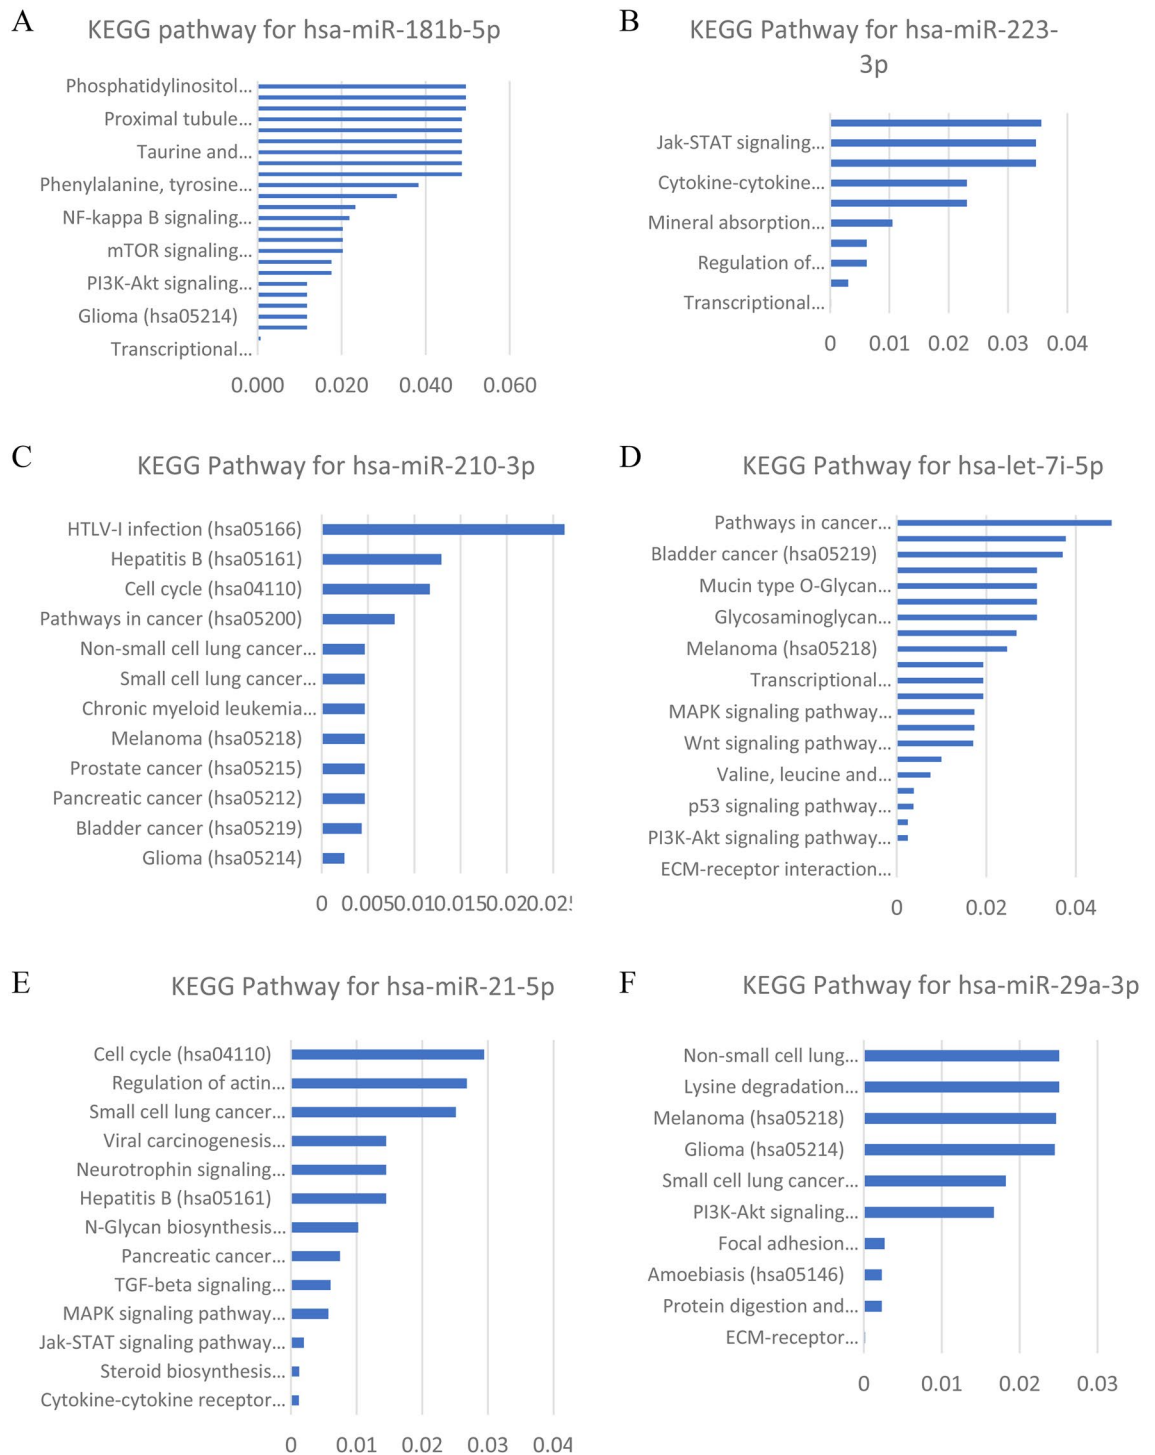 A
KEGG pathway for hsa-miR-181b-5p
Phosphatidylinositol...
Proximal tubule...
Taurine and...
Phenylalanine, tyrosine...
NF-kappa B signaling...
mTOR signaling...
PI3K-Akt signaling...
Glioma (hsa05214)
Transcriptional...
0.000 0.020 0.040 0.060
B
KEGG Pathway for hsa-miR-223-
3p
Jak-STAT signaling...
Cytokine-cytokine...
Mineral absorption...
Regulation of...
Transcriptional...
0 0.01 0.02 0.03 0.04
C
KEGG Pathway for hsa-miR-210-3p
HTLV-I infection (hsa05166)
Hepatitis B (hsa05161)
Cell cycle (hsa04110)
Pathways in cancer (hsa05200)
Non-small cell lung cancer...
Small cell lung cancer...
Chronic myeloid leukemia...
Melanoma (hsa05218)
Prostate cancer (hsa05215)
Pancreatic cancer (hsa05212)
Bladder cancer (hsa05219)
Glioma (hsa05214)
0 0.005 0.01 0.015 0.02 0.025
D
KEGG Pathway for hsa-let-7i-5p
Pathways in cancer...
Bladder cancer (hsa05219)
Mucin type O-Glycan...
Glycosaminoglycan...
Melanoma (hsa05218)
Transcriptional...
MAPK signaling pathway...
Wnt signaling pathway...
Valine, leucine and...
p53 signaling pathway...
PI3K-Akt signaling pathway...
ECM-receptor interaction...
0 0.02 0.04
E
KEGG Pathway for hsa-miR-21-5p
Cell cycle (hsa04110)
Regulation of actin...
Small cell lung cancer...
Viral carcinogenesis...
Neurotrophin signaling...
Hepatitis B (hsa05161)
N-Glycan biosynthesis...
Pancreatic cancer...
TGF-beta signaling...
MAPK signaling pathway...
Jak-STAT signaling pathway...
Steroid biosynthesis...
Cytokine-cytokine receptor...
0 0.01 0.02 0.03 0.04
F
KEGG Pathway for hsa-miR-29a-3p
Non-small cell lung...
Lysine degradation...
Melanoma (hsa05218)
Glioma (hsa05214)
Small cell lung cancer...
PI3K-Akt signaling...
Focal adhesion...
Amoebiasis (hsa05146)
Protein digestion and...
ECM-receptor...
0 0.01 0.02 0.03